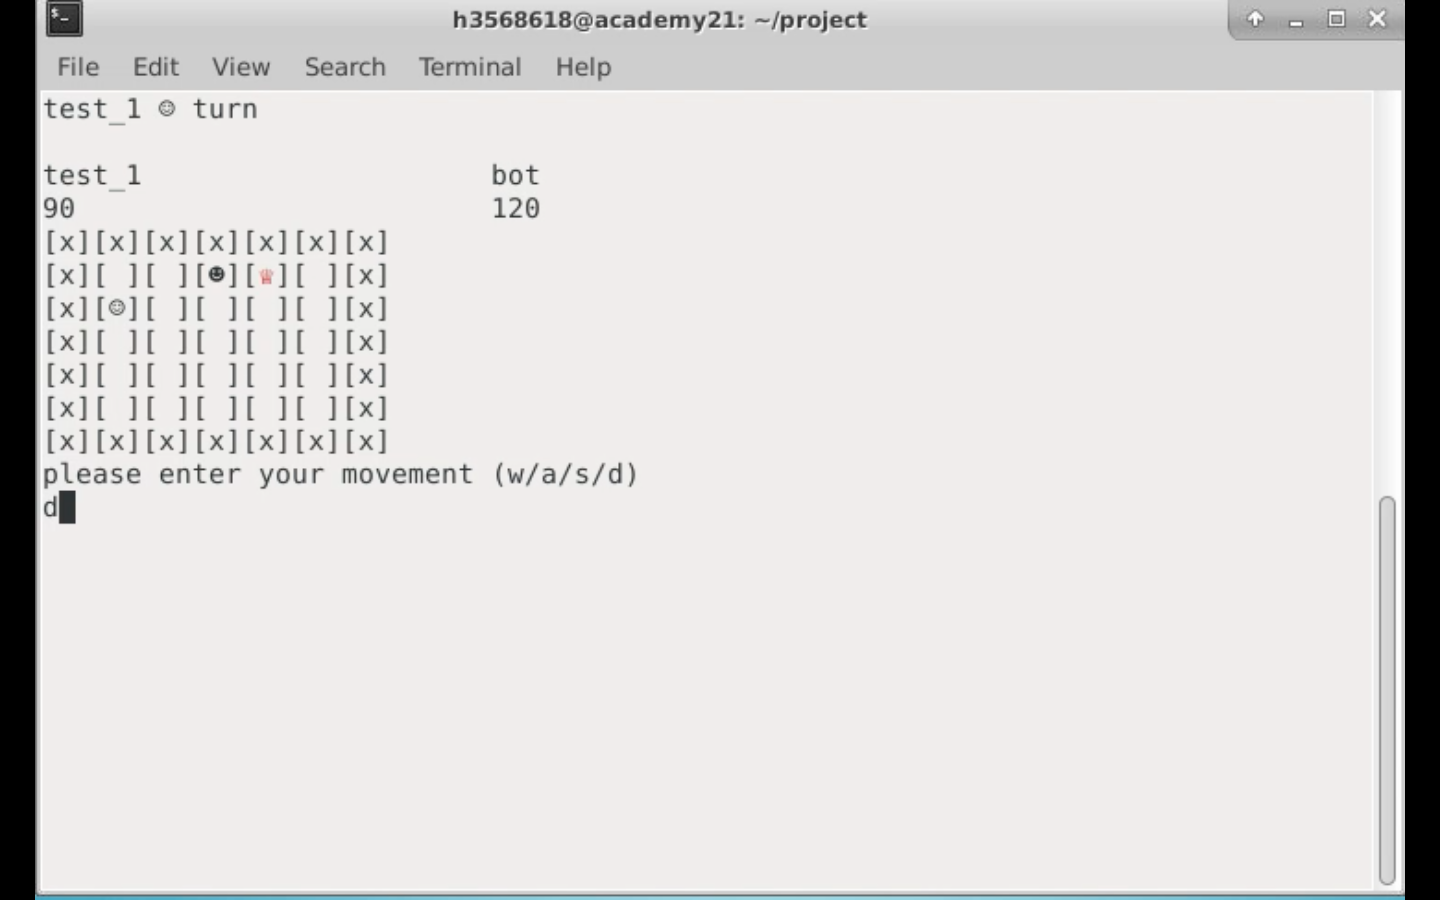 h3568618@academy21: ~/project
File Edit View Search Terminal Help
test_1 ☺ turn
test_1 bot
90 120
[x][x][x][x][x][x][x]
[x][ ][ ][☻][♕][ ][x]
[x][☺][ ][ ][ ][ ][x]
[x][ ][ ][ ][ ][ ][x]
[x][ ][ ][ ][ ][ ][x]
[x][ ][ ][ ][ ][ ][x]
[x][x][x][x][x][x][x]
please enter your movement (w/a/s/d)
d